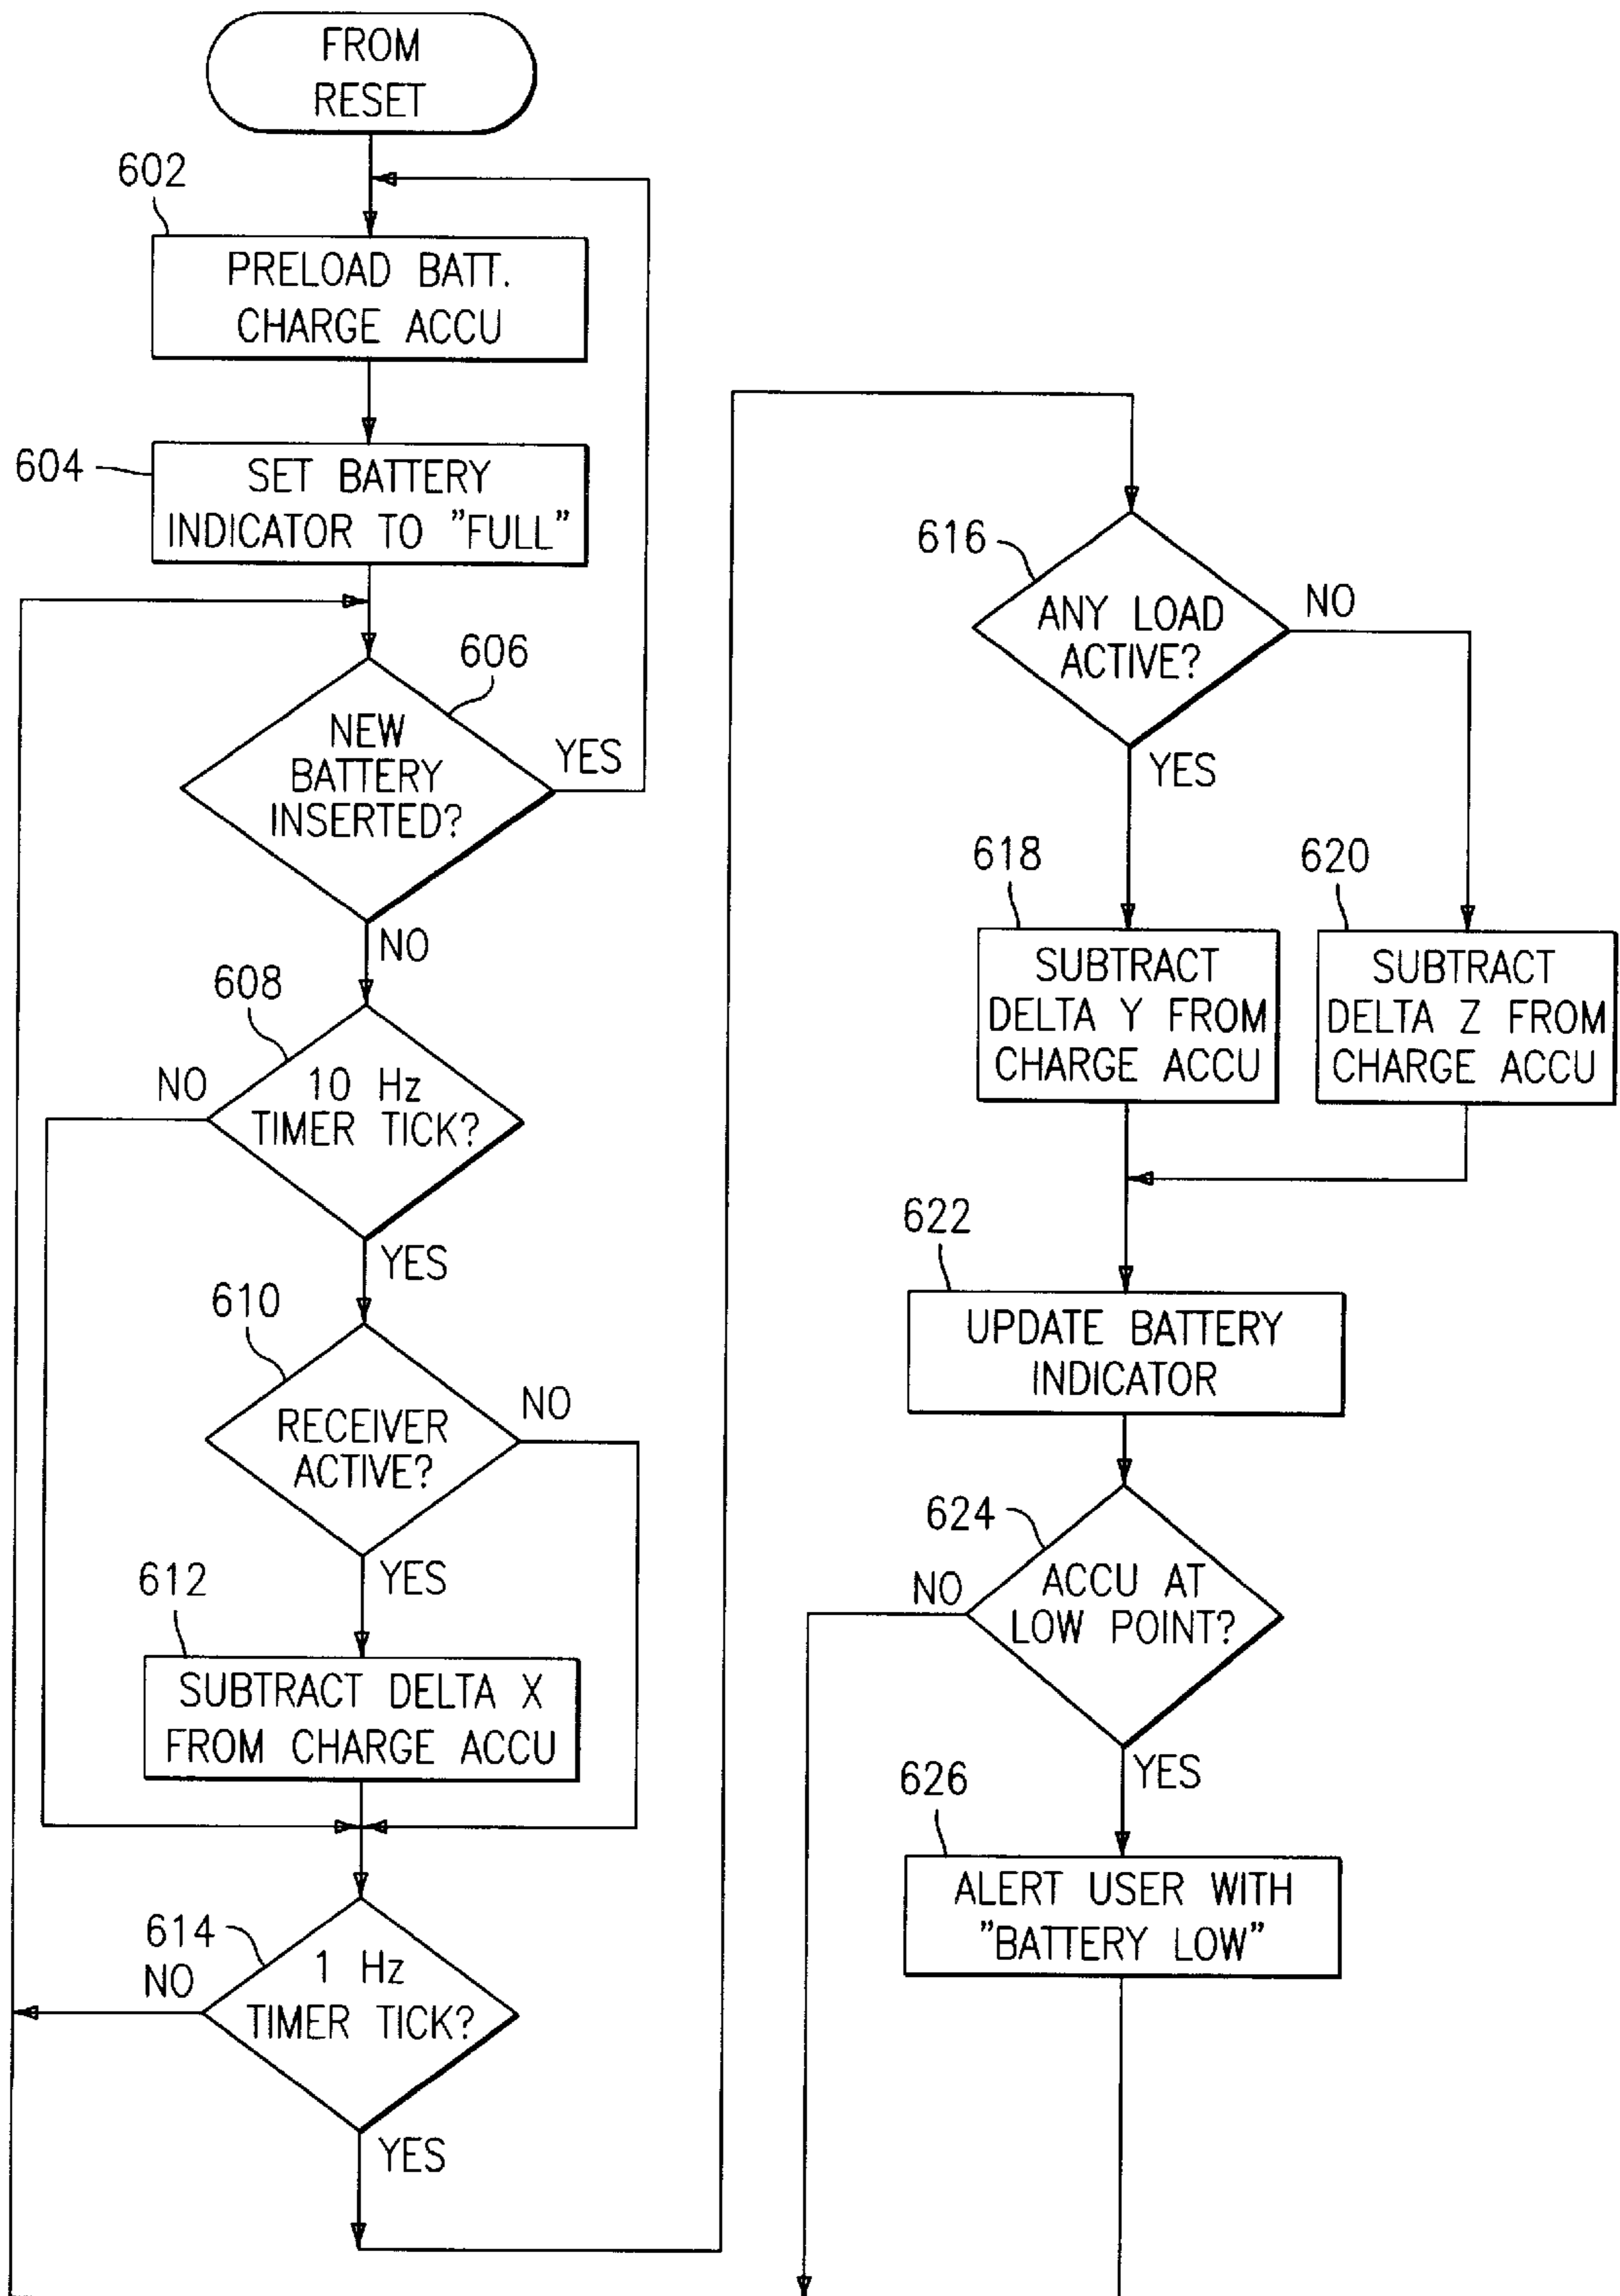 FROM
RESET
602
PRELOAD BATT.
CHARGE ACCU
604
SET BATTERY
INDICATOR TO "FULL"
606
NEW
BATTERY
INSERTED?
YES
NO
608
10 Hz
TIMER TICK?
NO
YES
610
RECEIVER
ACTIVE?
NO
YES
612
SUBTRACT DELTA X
FROM CHARGE ACCU
614
1 Hz
TIMER TICK?
NO
YES
616
ANY LOAD
ACTIVE?
NO
YES
618
SUBTRACT
DELTA Y FROM
CHARGE ACCU
620
SUBTRACT
DELTA Z FROM
CHARGE ACCU
622
UPDATE BATTERY
INDICATOR
624
ACCU AT
LOW POINT?
NO
YES
626
ALERT USER WITH
"BATTERY LOW"